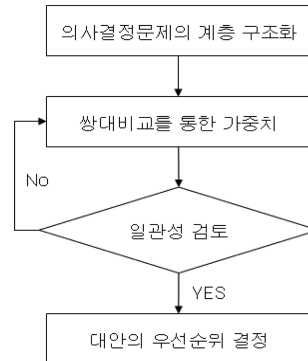 의사결정문제의 계층 구조화
쌍대비교를 통한 가중치
No
일관성 검토
YES
대안의 우선순위 결정